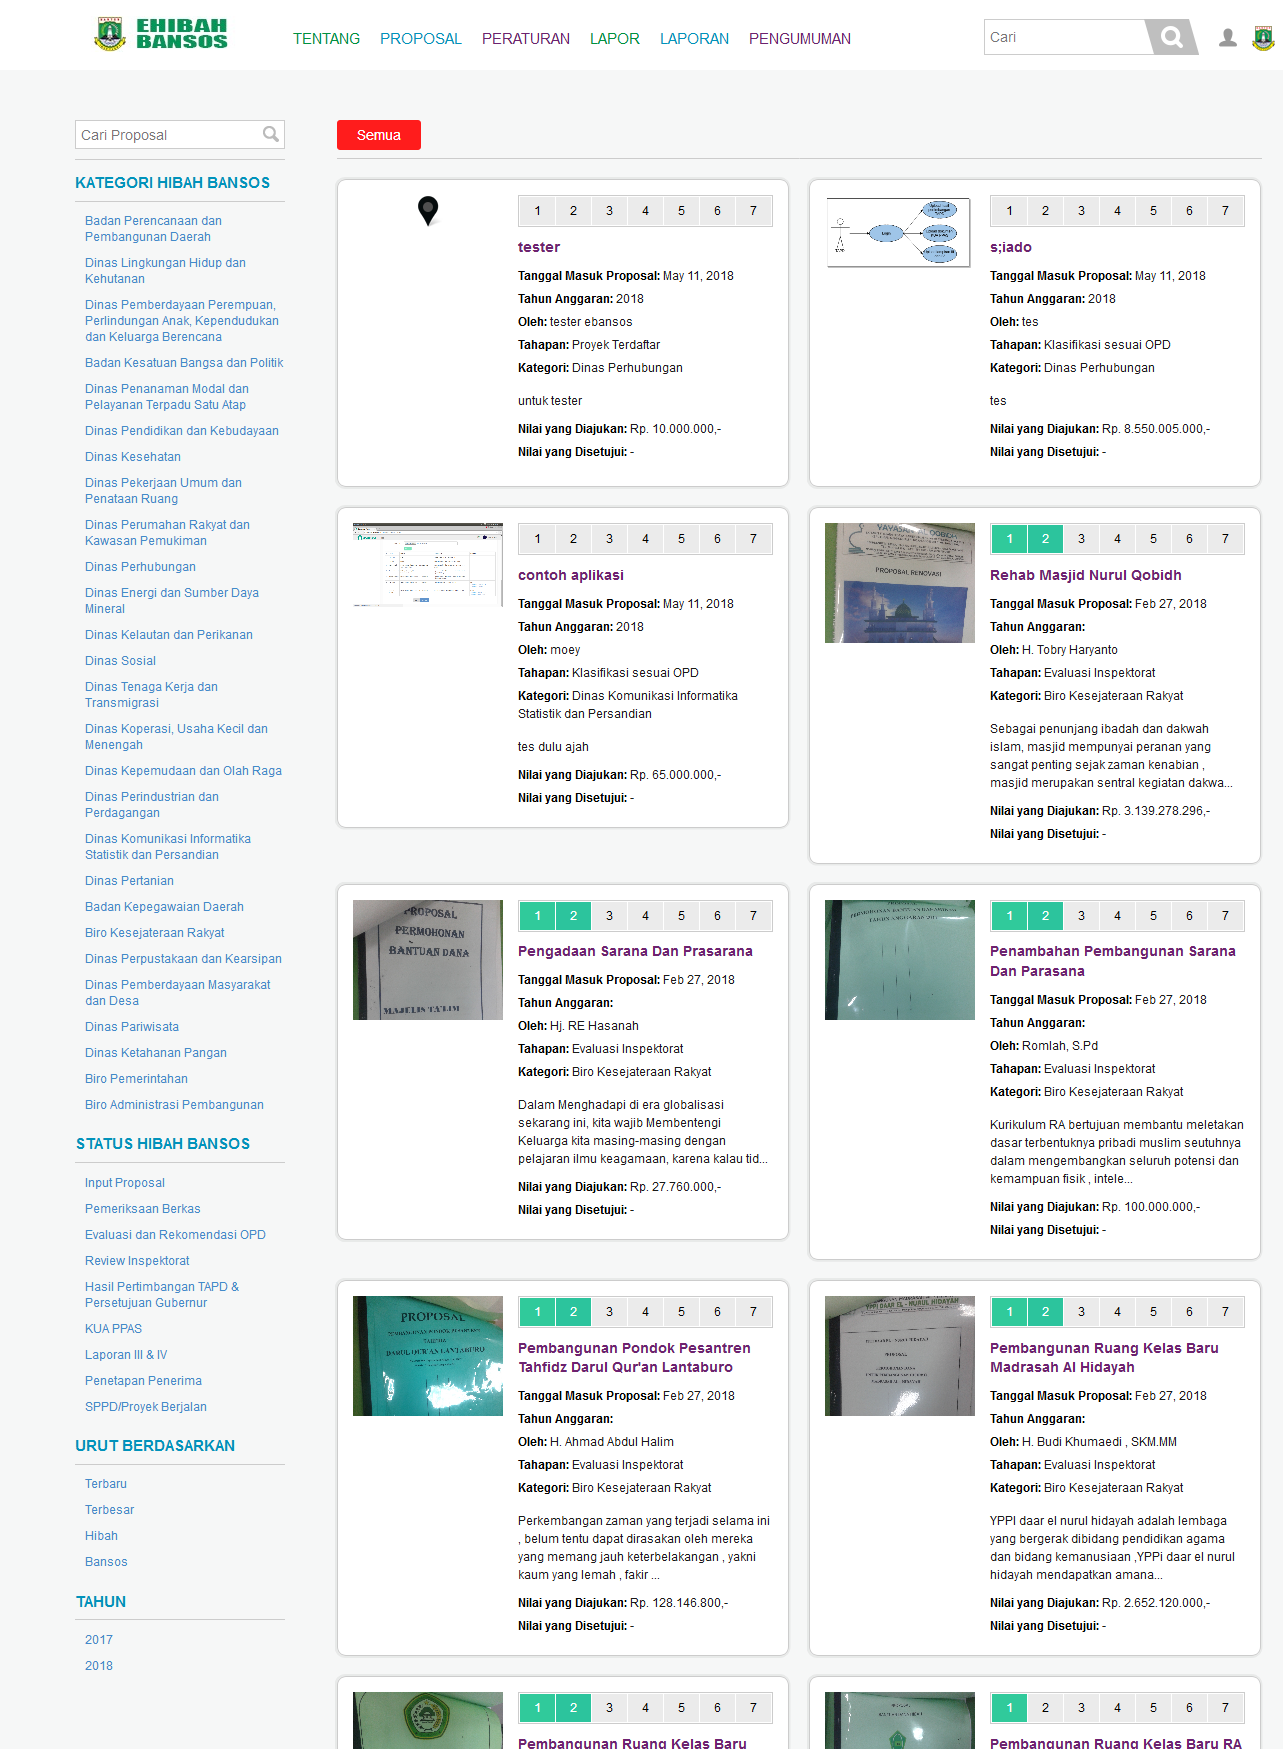 EHIBAH
BANSOS
TENTANG PROPOSAL PERATURAN LAPOR LAPORAN PENGUMUMAN
Cari
Cari Proposal
KATEGORI HIBAH BANSOS
Badan Perencanaan dan
Pembangunan Daerah
Dinas Lingkungan Hidup dan
Kehutanan
Dinas Pemberdayaan Perempuan,
Perlindungan Anak, Kependudukan
dan Keluarga Berencana
Badan Kesatuan Bangsa dan Politik
Dinas Penanaman Modal dan
Pelayanan Terpadu Satu Atap
Dinas Pendidikan dan Kebudayaan
Dinas Kesehatan
Dinas Pekerjaan Umum dan
Penataan Ruang
Dinas Perumahan Rakyat dan
Kawasan Pemukiman
Dinas Perhubungan
Dinas Energi dan Sumber Daya
Mineral
Dinas Kelautan dan Perikanan
Dinas Sosial
Dinas Tenaga Kerja dan
Transmigrasi
Dinas Koperasi, Usaha Kecil dan
Menengah
Dinas Kepemudaan dan Olah Raga
Dinas Perindustrian dan
Perdagangan
Dinas Komunikasi Informatika
Statistik dan Persandian
Dinas Pertanian
Badan Kepegawaian Daerah
Biro Kesejateraan Rakyat
Dinas Perpustakaan dan Kearsipan
Dinas Pemberdayaan Masyarakat
dan Desa
Dinas Pariwisata
Dinas Ketahanan Pangan
Biro Pemerintahan
Biro Administrasi Pembangunan
STATUS HIBAH BANSOS
Input Proposal
Pemeriksaan Berkas
Evaluasi dan Rekomendasi OPD
Review Inspektorat
Hasil Pertimbangan TAPD &
Persetujuan Gubernur
KUA PPAS
Laporan III & IV
Penetapan Penerima
SPPD/Proyek Berjalan
URUT BERDASARKAN
Terbaru
Terbesar
Hibah
Bansos
TAHUN
2017
2018
Semua
1 2 3 4 5 6 7
tester
Tanggal Masuk Proposal: May 11, 2018
Tahun Anggaran: 2018
Oleh: tester ebansos
Tahapan: Proyek Terdaftar
Kategori: Dinas Perhubungan
untuk tester
Nilai yang Diajukan: Rp. 10.000.000,-
Nilai yang Disetujui: -
1 2 3 4 5 6 7
s;iado
Tanggal Masuk Proposal: May 11, 2018
Tahun Anggaran: 2018
Oleh: tes
Tahapan: Klasifikasi sesuai OPD
Kategori: Dinas Perhubungan
tes
Nilai yang Diajukan: Rp. 8.550.005.000,-
Nilai yang Disetujui: -
1 2 3 4 5 6 7
contoh aplikasi
Tanggal Masuk Proposal: May 11, 2018
Tahun Anggaran: 2018
Oleh: moey
Tahapan: Klasifikasi sesuai OPD
Kategori: Dinas Komunikasi Informatika
Statistik dan Persandian
tes dulu ajah
Nilai yang Diajukan: Rp. 65.000.000,-
Nilai yang Disetujui: -
PROPOSAL RENOVASI
1 2 3 4 5 6 7
Rehab Masjid Nurul Qobidh
Tanggal Masuk Proposal: Feb 27, 2018
Tahun Anggaran:
Oleh: H. Tobry Haryanto
Tahapan: Evaluasi Inspektorat
Kategori: Biro Kesejateraan Rakyat
Sebagai penunjang ibadah dan dakwah
islam, masjid mempunyai peranan yang
sangat penting sejak zaman kenabian ,
masjid merupakan sentral kegiatan dakwa...
Nilai yang Diajukan: Rp. 3.139.278.296,-
Nilai yang Disetujui: -
PROPOSAL
PERMOHONAN
BANTUAN DANA
MAJELIS TA'LIM
1 2 3 4 5 6 7
Pengadaan Sarana Dan Prasarana
Tanggal Masuk Proposal: Feb 27, 2018
Tahun Anggaran:
Oleh: Hj. RE Hasanah
Tahapan: Evaluasi Inspektorat
Kategori: Biro Kesejateraan Rakyat
Dalam Menghadapi di era globalisasi
sekarang ini, kita wajib Membentengi
Keluarga kita masing-masing dengan
pelajaran ilmu keagamaan, karena kalau tid...
Nilai yang Diajukan: Rp. 27.760.000,-
Nilai yang Disetujui: -
1 2 3 4 5 6 7
Penambahan Pembangunan Sarana
Dan Parasana
Tanggal Masuk Proposal: Feb 27, 2018
Tahun Anggaran:
Oleh: Romlah, S.Pd
Tahapan: Evaluasi Inspektorat
Kategori: Biro Kesejateraan Rakyat
Kurikulum RA bertujuan membantu meletakan
dasar terbentuknya pribadi muslim seutuhnya
dalam mengembangkan seluruh potensi dan
kemampuan fisik , intele...
Nilai yang Diajukan: Rp. 100.000.000,-
Nilai yang Disetujui: -
PROPOSAL
1 2 3 4 5 6 7
Pembangunan Pondok Pesantren
Tahfidz Darul Qur'an Lantaburo
Tanggal Masuk Proposal: Feb 27, 2018
Tahun Anggaran:
Oleh: H. Ahmad Abdul Halim
Tahapan: Evaluasi Inspektorat
Kategori: Biro Kesejateraan Rakyat
Perkembangan zaman yang terjadi selama ini
, belum tentu dapat dirasakan oleh mereka
yang memang jauh keterbelakangan , yakni
kaum yang lemah , fakir ...
Nilai yang Diajukan: Rp. 128.146.800,-
Nilai yang Disetujui: -
1 2 3 4 5 6 7
Pembangunan Ruang Kelas Baru
Madrasah Al Hidayah
Tanggal Masuk Proposal: Feb 27, 2018
Tahun Anggaran:
Oleh: H. Budi Khumaedi , SKM.MM
Tahapan: Evaluasi Inspektorat
Kategori: Biro Kesejateraan Rakyat
YPPI daar el nurul hidayah adalah lembaga
yang bergerak dibidang pendidikan agama
dan bidang kemanusiaan ,YPPi daar el nurul
hidayah mendapatkan amana...
Nilai yang Diajukan: Rp. 2.652.120.000,-
Nilai yang Disetujui: -
1 2 3 4 5 6 7
Pembangunan Ruang Kelas Baru
1 2 3 4 5 6 7
Pembangunan Ruang Kelas Baru RA